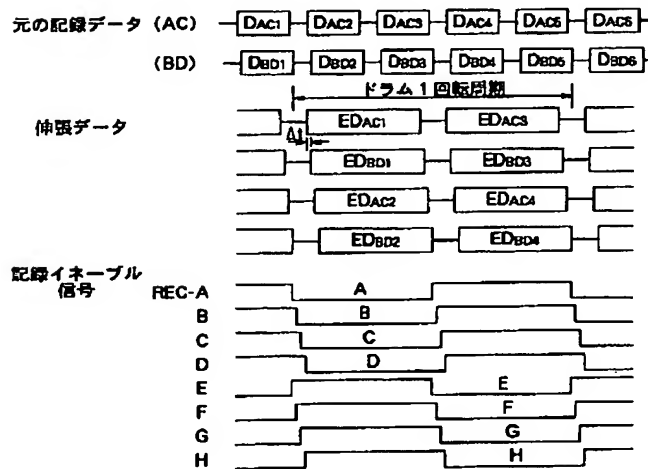 元の記録データ (AC) DAC1 DAC2 DAC3 DAC4 DAC5 DAC6
(BD) DBD1 DBD2 DBD3 DBD4 DBD5 DBD6
ドラム1回転周期
伸張データ EDAC1 EDAC3
Δt
EDBD1 EDBD3
EDAC2 EDAC4
EDBD2 EDBD4
記録イネーブル
信号 REC-A A
B B
C C
D D
E E
F F
G G
H H